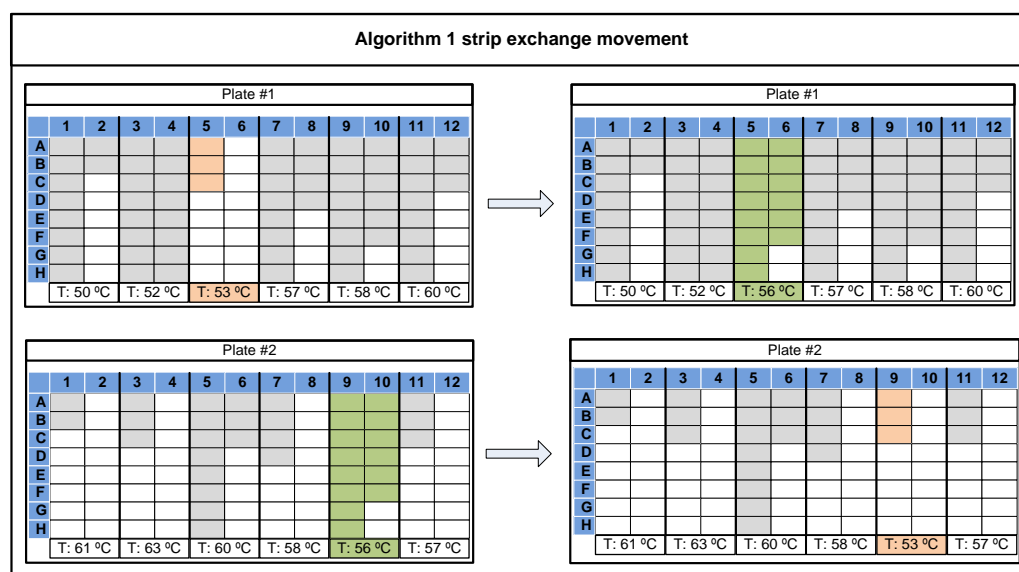 Algorithm 1 strip exchange movement
Plate #1
1 2 3 4 5 6 7 8 9 10 11 12
A
B
C
D
E
F
G
H
T: 50 ºC T: 52 ºC T: 53 ºC T: 57 ºC T: 58 ºC T: 60 ºC
Plate #1
1 2 3 4 5 6 7 8 9 10 11 12
A
B
C
D
E
F
G
H
T: 50 ºC T: 52 ºC T: 56 ºC T: 57 ºC T: 58 ºC T: 60 ºC
Plate #2
1 2 3 4 5 6 7 8 9 10 11 12
A
B
C
D
E
F
G
H
T: 61 ºC T: 63 ºC T: 60 ºC T: 58 ºC T: 56 ºC T: 57 ºC
Plate #2
1 2 3 4 5 6 7 8 9 10 11 12
A
B
C
D
E
F
G
H
T: 61 ºC T: 63 ºC T: 60 ºC T: 58 ºC T: 53 ºC T: 57 ºC